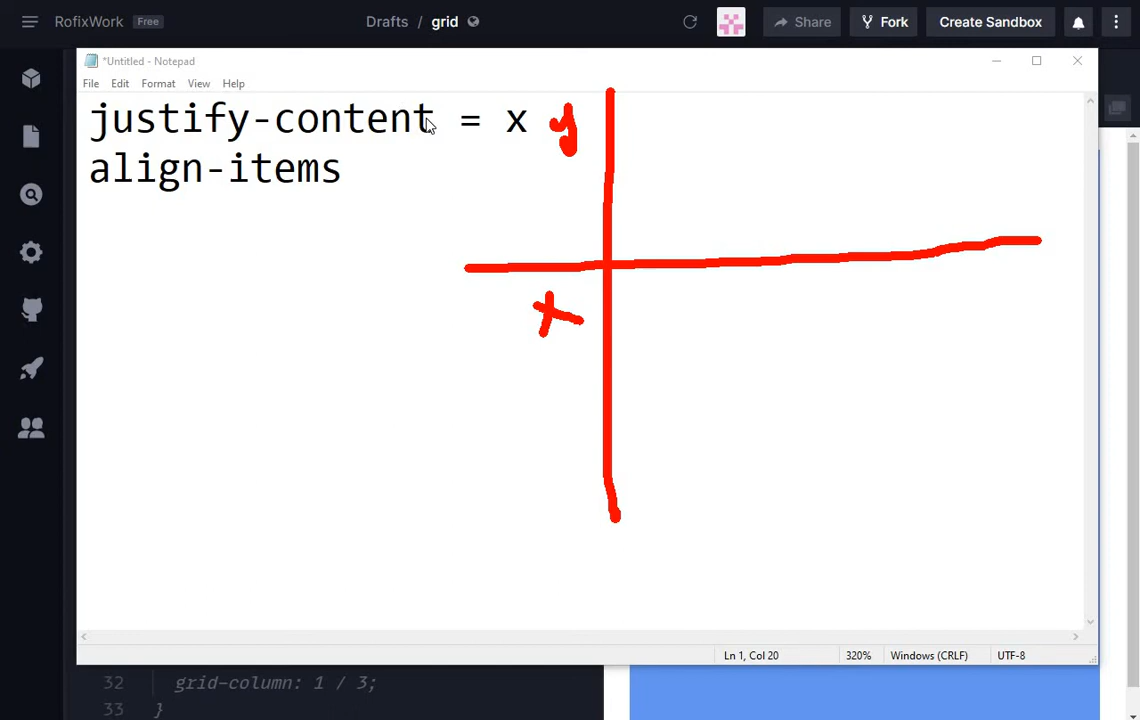 RofixWork Free Drafts / grid Share Fork Create Sandbox
*Untitled - Notepad
File Edit Format View Help
justify-content = x
y
align-items
x
Ln 1, Col 20 320% Windows (CRLF) UTF-8
32 grid-column: 1 / 3;
33 }